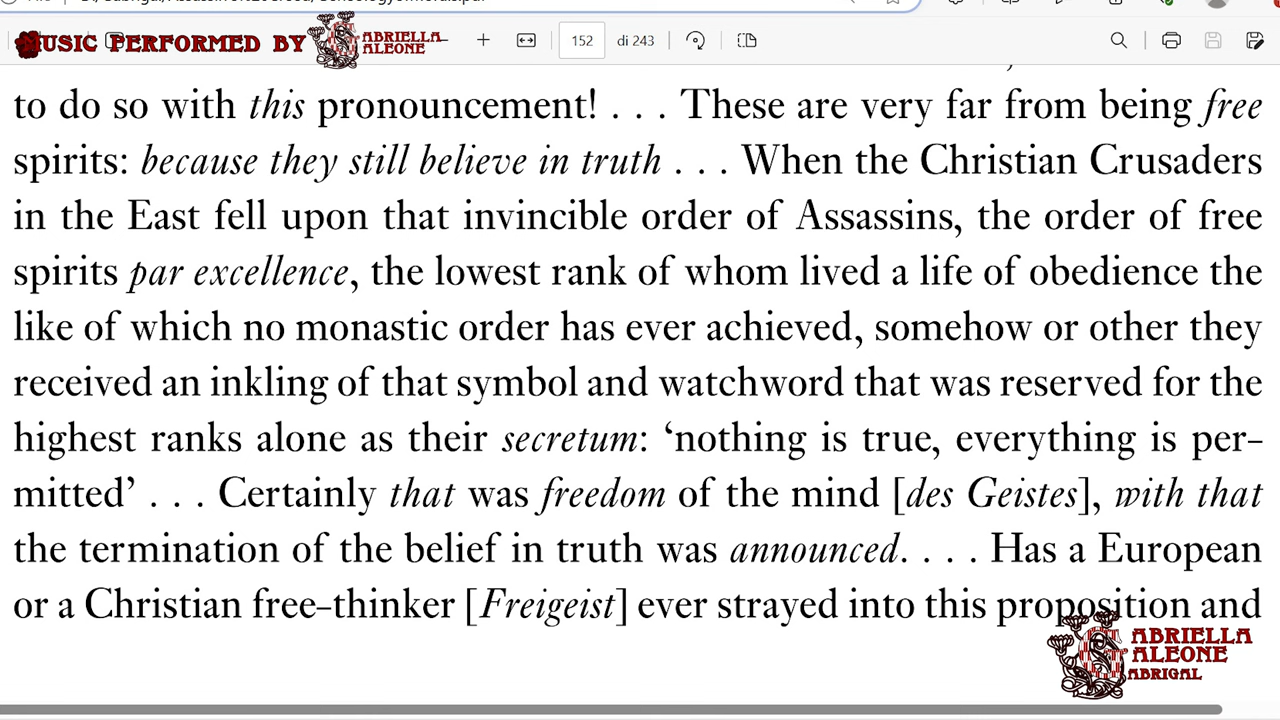 MUSIC PERFORMED BY
ABRIELLA
ALEONE
152
di 243
to do so with this pronouncement! . . . These are very far from being free
spirits: because they still believe in truth . . . When the Christian Crusaders
in the East fell upon that invincible order of Assassins, the order of free
spirits par excellence, the lowest rank of whom lived a life of obedience the
like of which no monastic order has ever achieved, somehow or other they
received an inkling of that symbol and watchword that was reserved for the
highest ranks alone as their secretum: ‘nothing is true, everything is per-
mitted’ . . . Certainly that was freedom of the mind [des Geistes], with that
the termination of the belief in truth was announced. . . . Has a European
or a Christian free-thinker [Freigeist] ever strayed into this proposition and
ABRIELLA
ALEONE
ABRIGAL